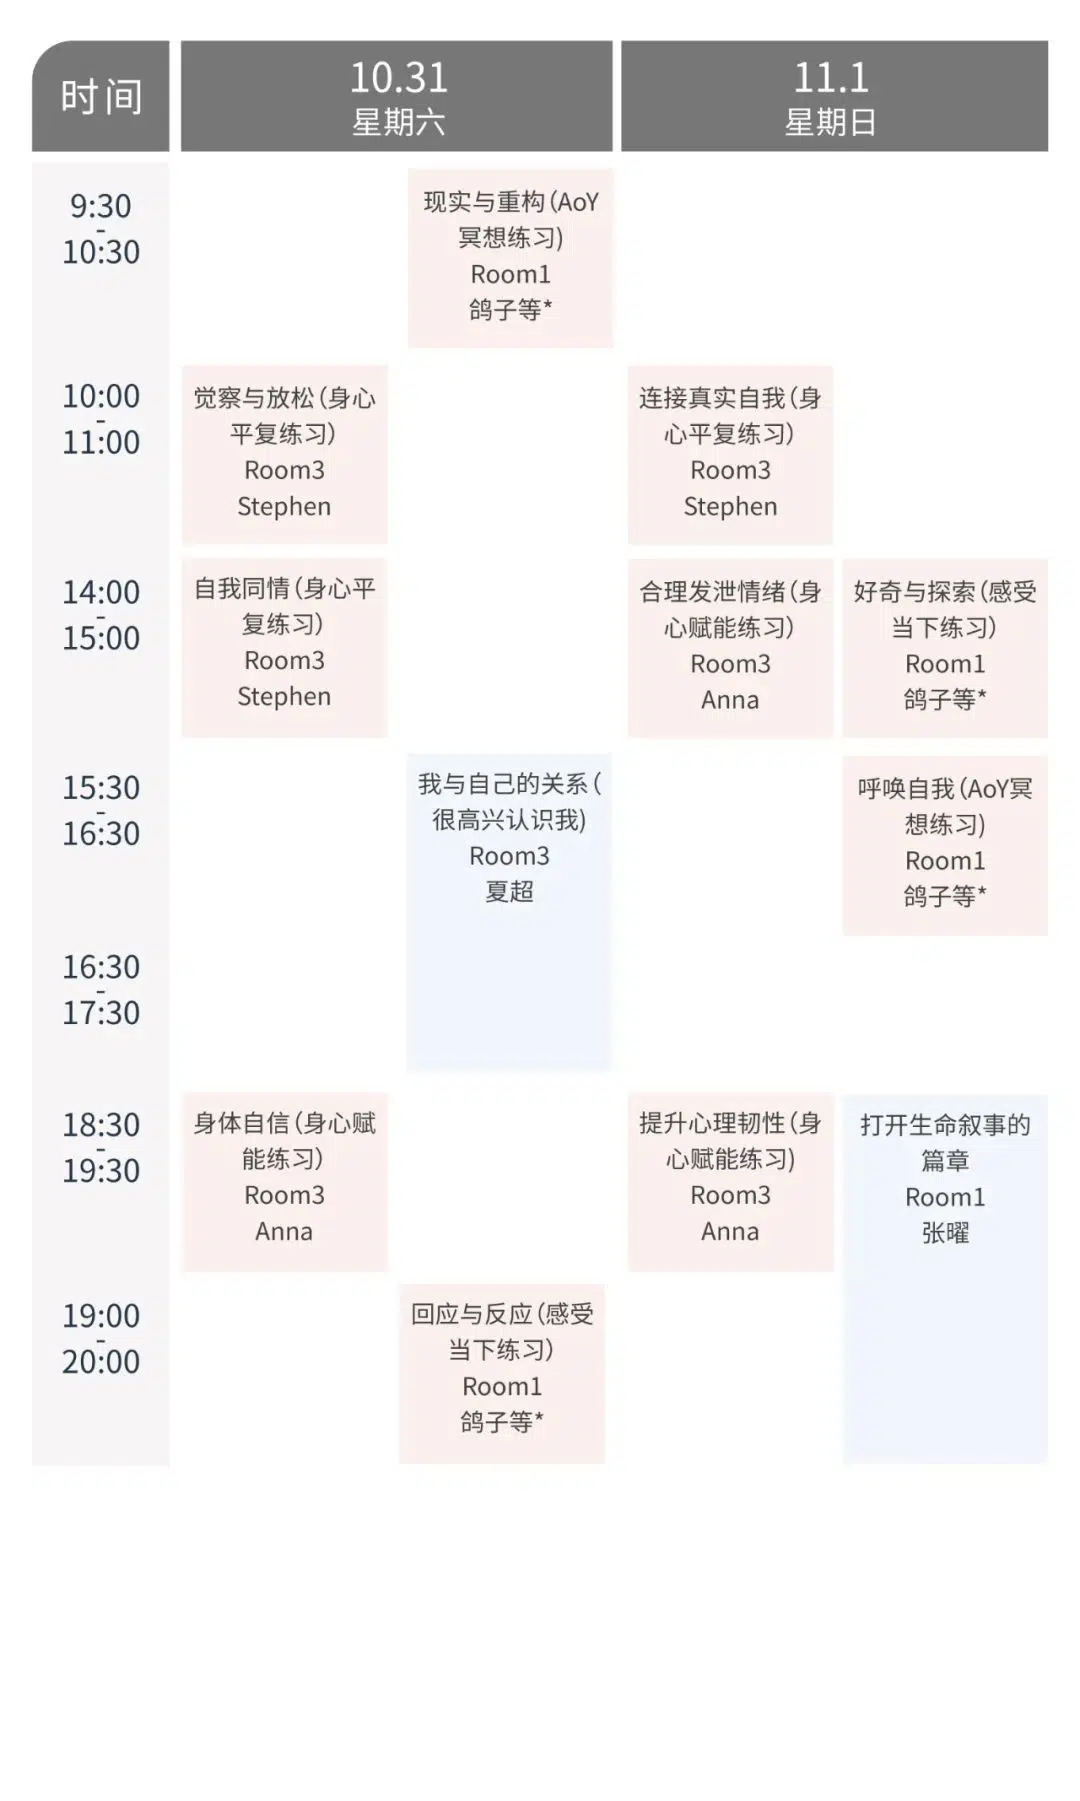 时间
10.31
星期六
11.1
星期日
9:30
-
10:30
现实与重构(AoY
冥想练习)
Room1
鸽子等*
10:00
-
11:00
觉察与放松(身心
平复练习)
Room3
Stephen
连接真实自我(身
心平复练习)
Room3
Stephen
14:00
-
15:00
自我同情(身心平
复练习)
Room3
Stephen
合理发泄情绪(身
心赋能练习)
Room3
Anna
好奇与探索(感受
当下练习)
Room1
鸽子等*
15:30
-
16:30
我与自己的关系(
很高兴认识我)
Room3
夏超
呼唤自我(AoY冥
想练习)
Room1
鸽子等*
16:30
-
17:30
18:30
-
19:30
身体自信(身心赋
能练习)
Room3
Anna
提升心理韧性(身
心赋能练习)
Room3
Anna
打开生命叙事的
篇章
Room1
张曜
19:00
-
20:00
回应与反应(感受
当下练习)
Room1
鸽子等*